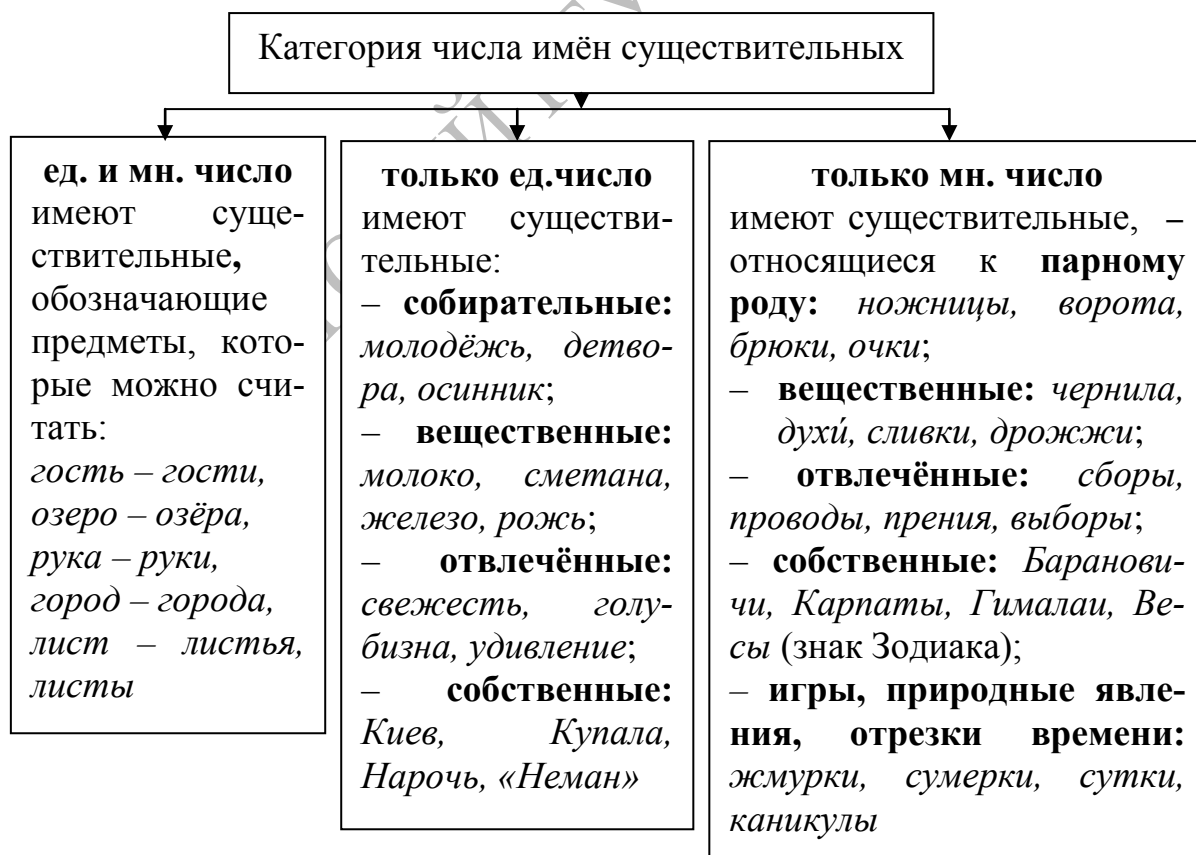 Категория числа имён существительных
ед. и мн. число
имеют суще-
ствительные,
обозначающие
предметы, кото-
рые можно счи-
тать:
гость – гости,
озеро – озёра,
рука – руки,
город – города,
лист – листья,
листы
только ед.число
имеют существи-
тельные:
– собирательные:
молодёжь, детво-
ра, осинник;
– вещественные:
молоко, сметана,
железо, рожь;
– отвлечённые:
свежесть, голу-
бизна, удивление;
– собственные:
Киев, Купала,
Нарочь, «Неман»
только мн. число
имеют существительные, –
относящиеся к парному
роду: ножницы, ворота,
брюки, очки;
– вещественные: чернила,
духи́, сливки, дрожжи;
– отвлечённые: сборы,
проводы, прения, выборы;
– собственные: Баранови-
чи, Карпаты, Гималаи, Ве-
сы (знак Зодиака);
– игры, природные явле-
ния, отрезки времени:
жмурки, сумерки, сутки,
каникулы